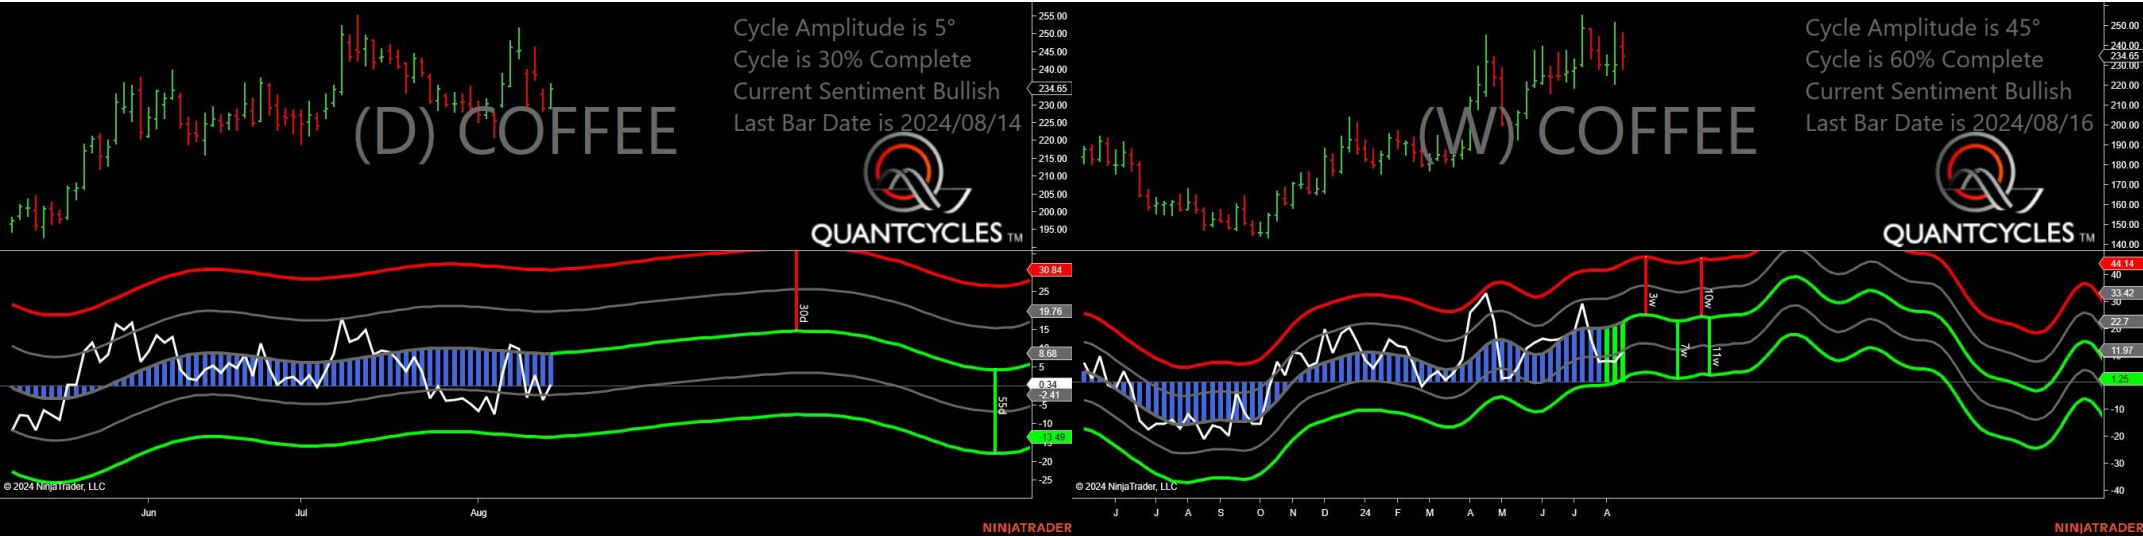 Cycle Amplitude is 5°
Cycle is 30% Complete
Current Sentiment Bullish
Last Bar Date is 2024/08/14
(D) COFFEE
QUANTCYCLES TM
255.00
250.00
245.00
240.00
234.65
230.00
225.00
220.00
215.00
210.00
205.00
200.00
195.00
30d
55d
30.84
25
19.76
15
8.68
5
0.34
-2.41
-5
-10
-13.49
-20
-25
© 2024 NinjaTrader, LLC
Jun
Jul
Aug
NINJATRADER
Cycle Amplitude is 45°
Cycle is 60% Complete
Current Sentiment Bullish
Last Bar Date is 2024/08/16
(W) COFFEE
QUANTCYCLES TM
250.00
240.00
234.65
230.00
220.00
210.00
200.00
190.00
180.00
170.00
160.00
150.00
140.00
3w
10w
7w
11w
44.14
40
33.42
30
22.7
20
11.97
1.25
-10
-20
-30
-40
© 2024 NinjaTrader, LLC
J J A S O N D 24 F M A M J J A
NINJATRADER